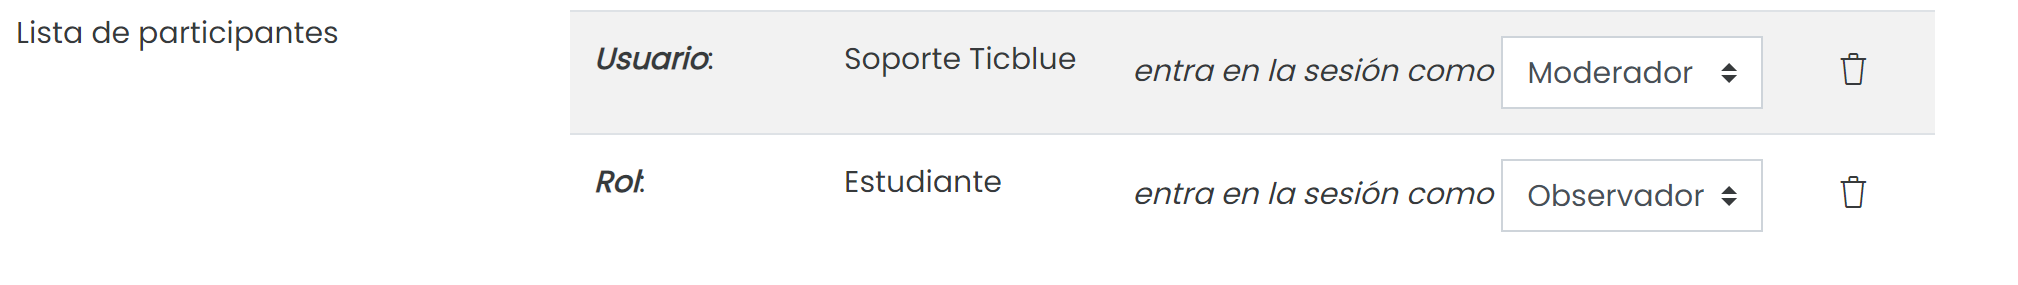 Lista de participantes
Usuario: Soporte Ticblue entra en la sesión como Moderador
Rol: Estudiante entra en la sesión como Observador